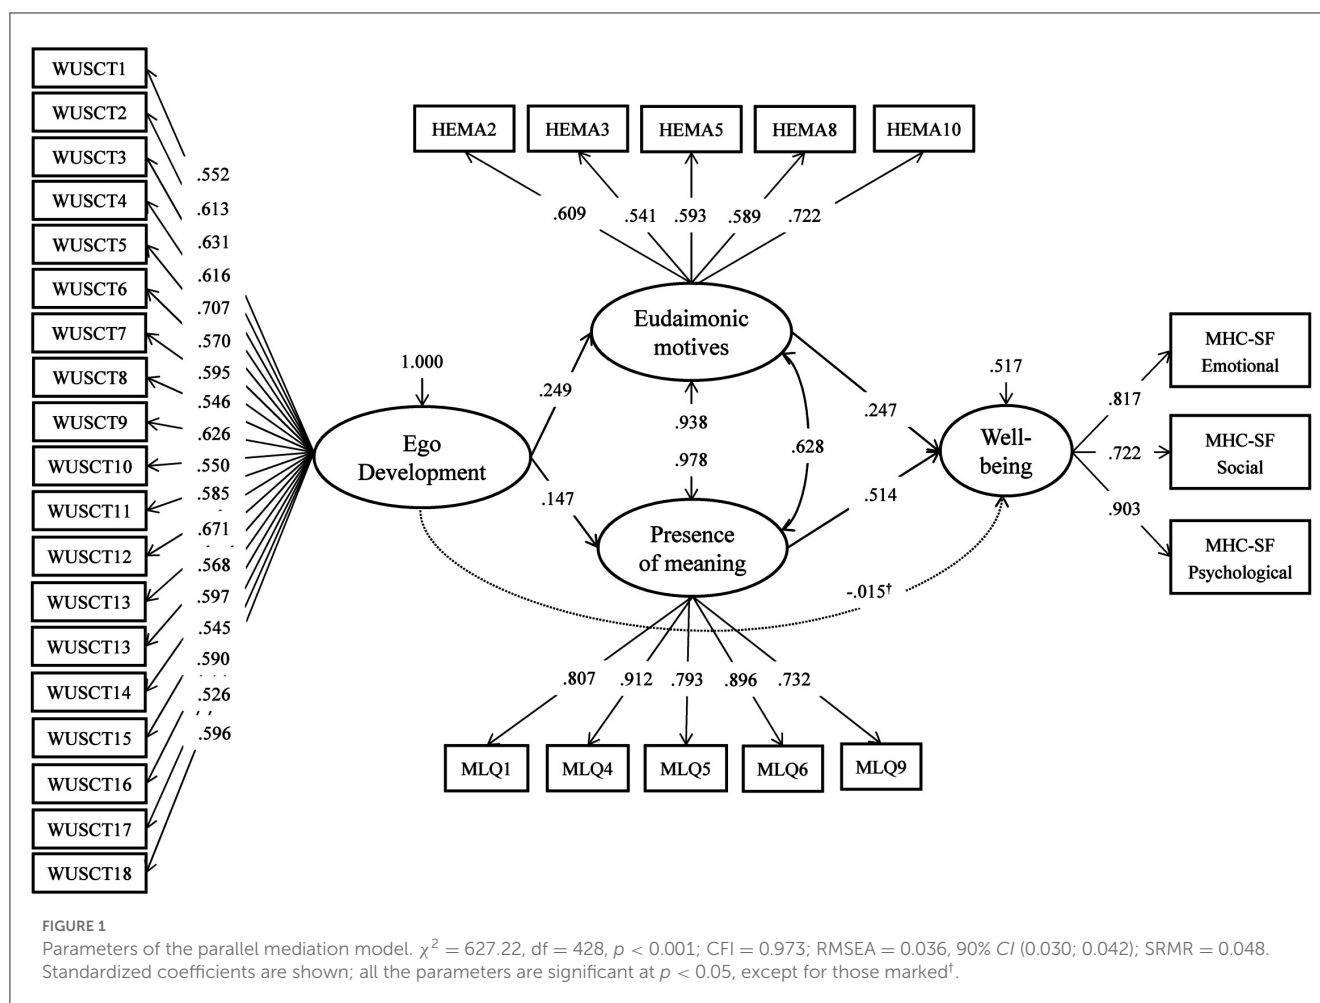 WUSCT1
WUSCT2
WUSCT3
WUSCT4
WUSCT5
WUSCT6
WUSCT7
WUSCT8
WUSCT9
WUSCT10
WUSCT11
WUSCT12
WUSCT13
WUSCT13
WUSCT14
WUSCT15
WUSCT16
WUSCT17
WUSCT18
.552
.613
.631
.616
.707
.570
.595
.546
.626
.550
.585
.671
.568
.597
.545
.590
.526
.596
1.000
Ego
Development
.249
.147
HEMA2
HEMA3
HEMA5
HEMA8
HEMA10
.609
.541
.593
.589
.722
Eudaimonic
motives
.938
.978
.628
Presence
of meaning
.807
.912
.793
.896
.732
MLQ1
MLQ4
MLQ5
MLQ6
MLQ9
.247
.514
-.015†
.517
Well-
being
.817
.722
.903
MHC-SF
Emotional
MHC-SF
Social
MHC-SF
Psychological
FIGURE 1
Parameters of the parallel mediation model. χ² = 627.22, df = 428, p < 0.001; CFI = 0.973; RMSEA = 0.036, 90% CI (0.030; 0.042); SRMR = 0.048.
Standardized coefficients are shown; all the parameters are significant at p < 0.05, except for those marked†.